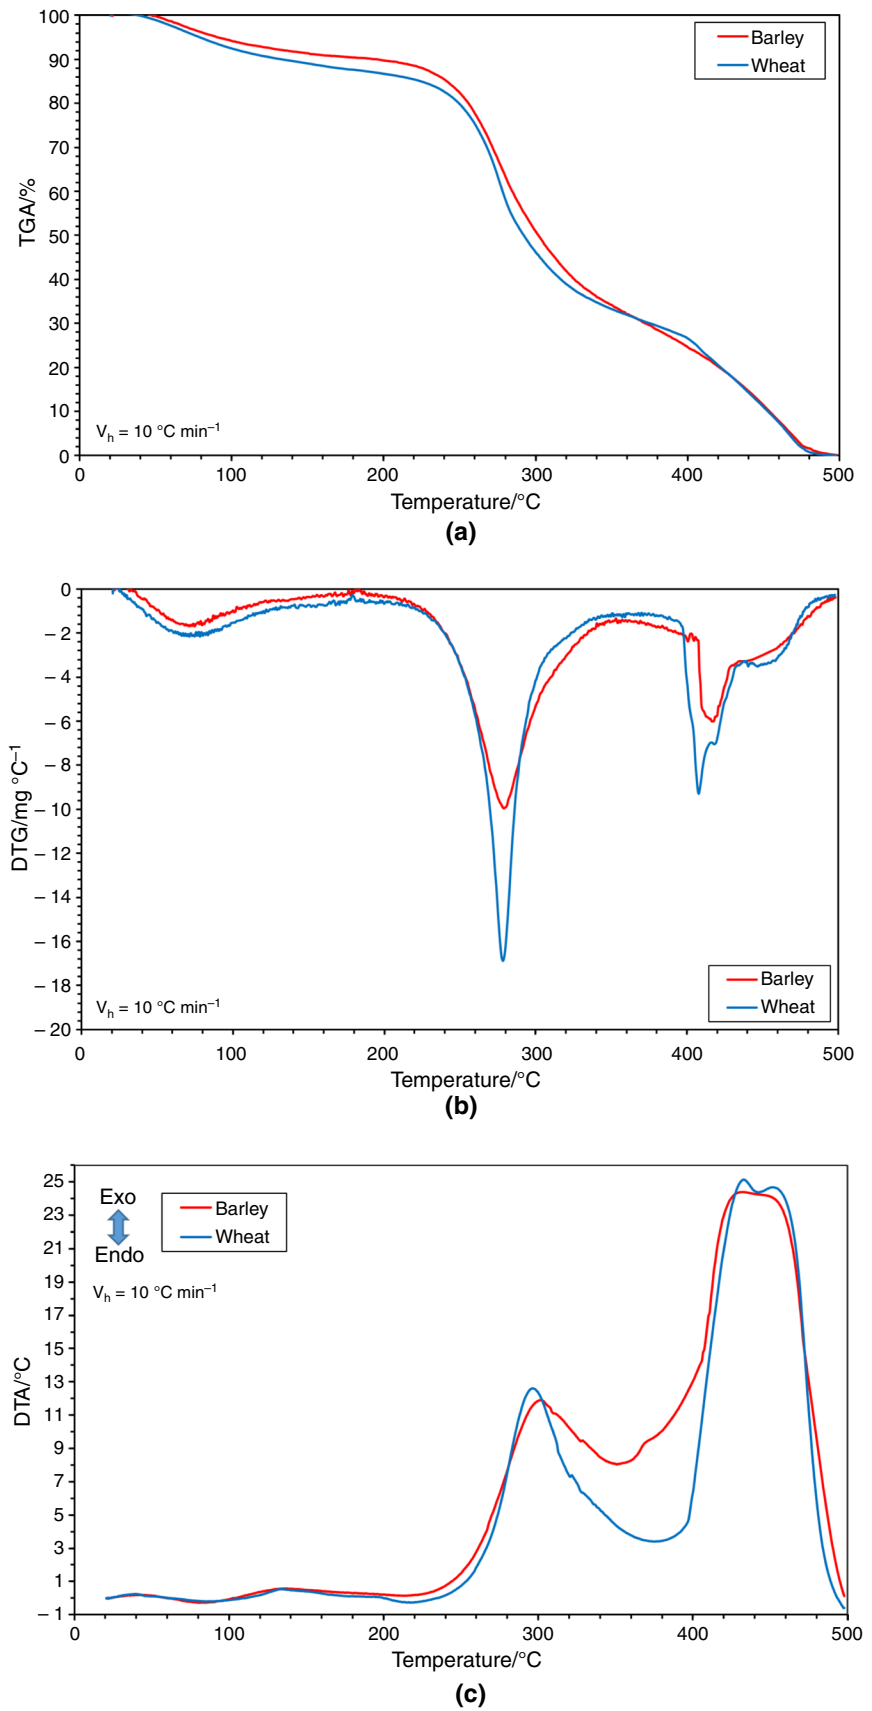 100
90
80
70
60
50
40
30
20
10
0
TGA/%
Barley
Wheat
V_h = 10 °C min⁻¹
0 100 200 300 400 500
Temperature/°C
(a)
0
– 2
– 4
– 6
– 8
– 10
– 12
– 14
– 16
– 18
– 20
DTG/mg °C⁻¹
V_h = 10 °C min⁻¹
Barley
Wheat
0 100 200 300 400 500
Temperature/°C
(b)
25
23
21
19
17
15
13
11
9
7
5
3
1
– 1
DTA/°C
Exo
Endo
Barley
Wheat
V_h = 10 °C min⁻¹
0 100 200 300 400 500
Temperature/°C
(c)